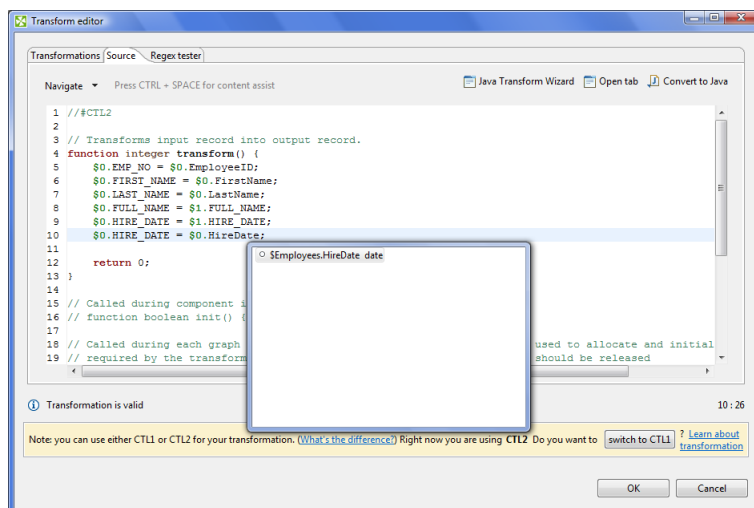 Transform editor
Transformations Source Regex tester
Navigate Press CTRL + SPACE for content assist Java Transform Wizard Open tab Convert to Java
1 //#CTL2
2
3 // Transforms input record into output record.
4 function integer transform() {
5 $0.EMP_NO = $0.EmployeeID;
6 $0.FIRST_NAME = $0.FirstName;
7 $0.LAST_NAME = $0.LastName;
8 $0.FULL_NAME = $1.FULL_NAME;
9 $0.HIRE_DATE = $1.HIRE_DATE;
10 $0.HIRE_DATE = $0.HireDate;
11
12 return 0;
13 }
14
15 // Called during component i
16 // function boolean init() {
17
18 // Called during each graph used to allocate and initial
19 // required by the transform should be released
$Employees.HireDate date
Transformation is valid 10 : 26
Note: you can use either CTL1 or CTL2 for your transformation. (What's the difference?) Right now you are using CTL2 Do you want to switch to CTL1 ? Learn about
transformation
OK Cancel